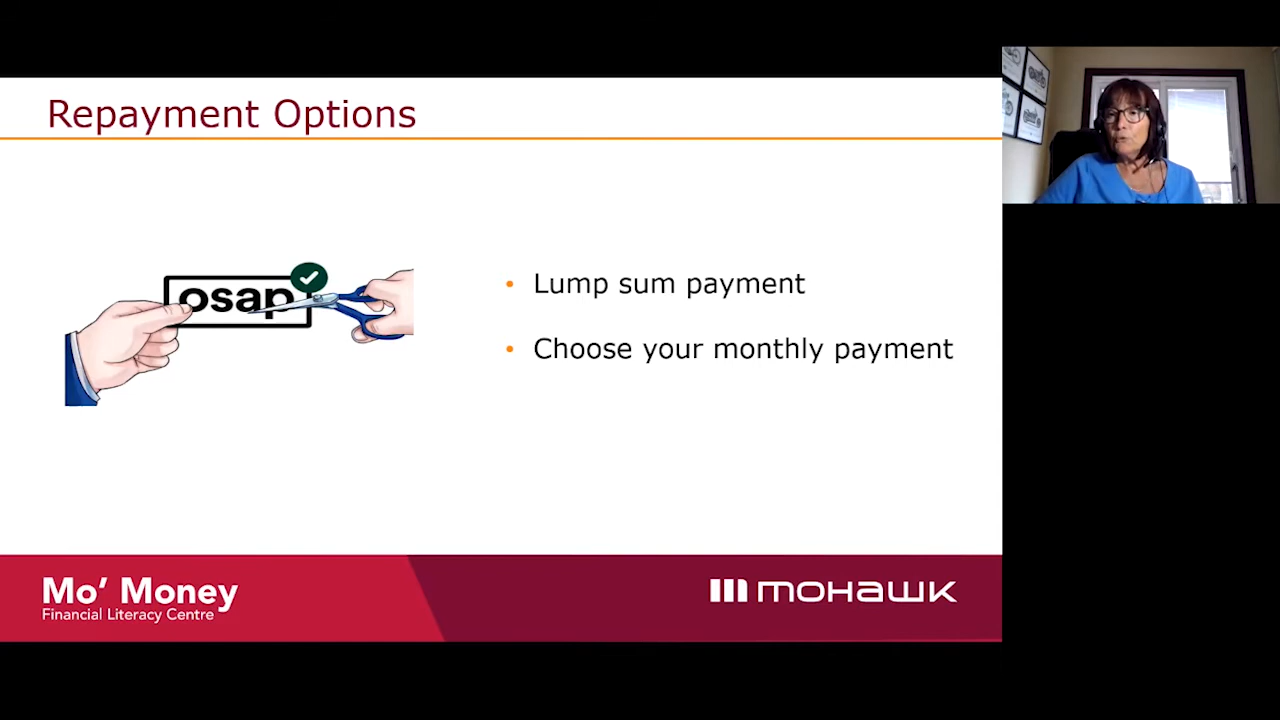 Repayment Options
osap
• Lump sum payment
• Choose your monthly payment
Mo' Money
Financial Literacy Centre
mohawk